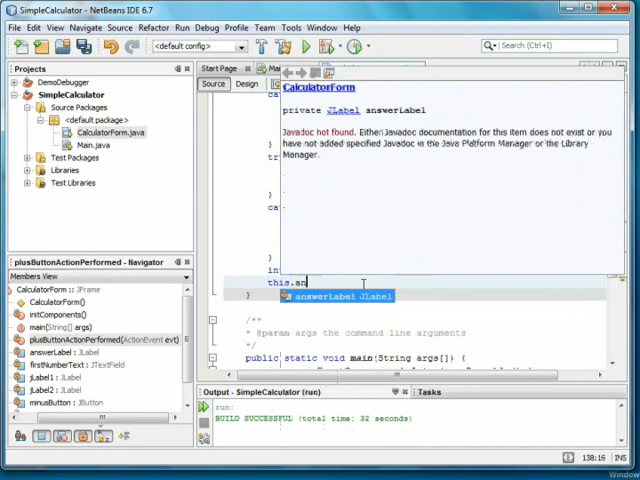 SimpleCalculator - NetBeans IDE 6.7
File Edit View Navigate Source Refactor Run Debug Profile Team Tools Window Help
<default config>
Search (Ctrl+I)
Projects
DemoDebugger
SimpleCalculator
Source Packages
<default package>
CalculatorForm.java
Main.java
Test Packages
Libraries
Test Libraries
Start Page
Source Design
CalculatorForm
private JLabel answerLabel
Javadoc not found. Either Javadoc documentation for this item does not exist or you
have not added specified Javadoc in the Java Platform Manager or the Library
Manager.
ca
}
tr
}
ca
}
in
this.an
answerLabel JLabel
}
/**
* @param args the command line arguments
*/
public static void main(String args[]) {
plusButtonActionPerformed - Navigator
Members View
CalculatorForm :: JFrame
CalculatorForm()
initComponents()
main(String[] args)
plusButtonActionPerformed(ActionEvent evt)
answerLabel : JLabel
firstNumberText : JTextField
jLabel1 : JLabel
jLabel2 : JLabel
minusButton : JButton
Output - SimpleCalculator (run)
Tasks
run:
BUILD SUCCESSFUL (total time: 32 seconds)
138:16 INS
Window